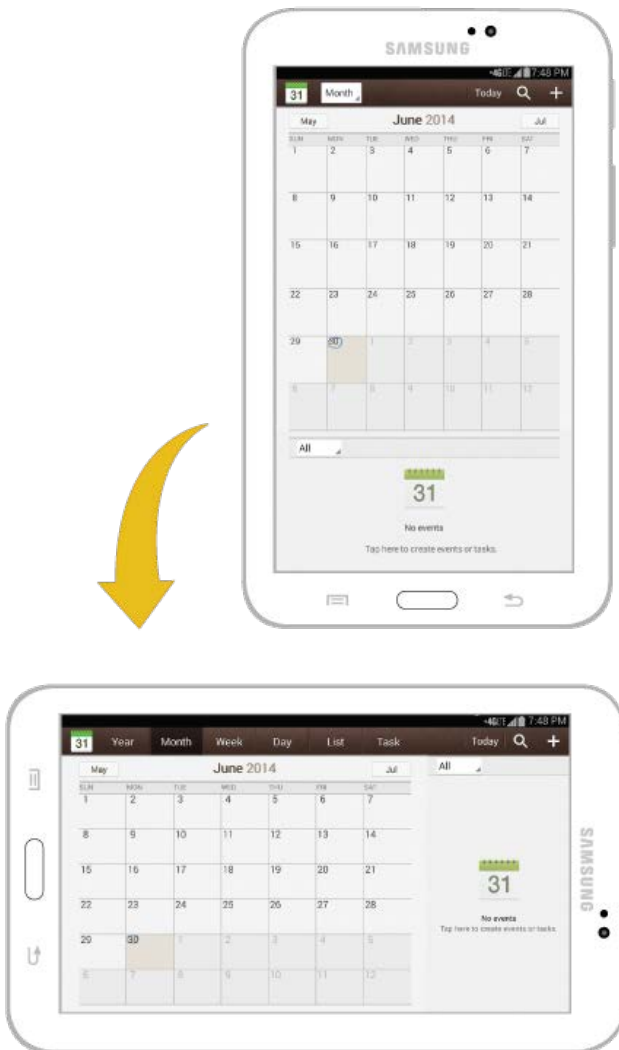 SAMSUNG
4G LTE 7:48 PM
31 Month Today
May June 2014 Jul
SUN MON TUE WED THU FRI SAT
1 2 3 4 5 6 7
8 9 10 11 12 13 14
15 16 17 18 19 20 21
22 23 24 25 26 27 28
29 30 1 2 3 4 5
6 7 8 9 10 11 12
All
31
No events
Tap here to create events or tasks.
4G LTE 7:48 PM
31 Year Month Week Day List Task Today
May June 2014 Jul All
SUN MON TUE WED THU FRI SAT
1 2 3 4 5 6 7
8 9 10 11 12 13 14
15 16 17 18 19 20 21
22 23 24 25 26 27 28
29 30 1 2 3 4 5
6 7 8 9 10 11 12
31
No events
Tap here to create events or tasks.
SAMSUNG